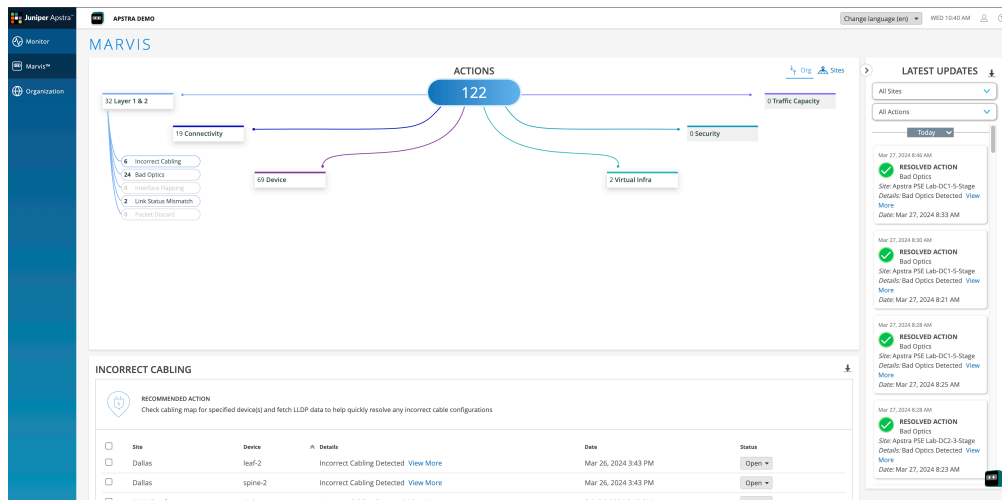 Juniper Apstra™
APSTRA DEMO
Change language (en)
WED 10:40 AM
Monitor
Marvis™
Organization
MARVIS
ACTIONS
Org
Sites
122
32 Layer 1 & 2
0 Traffic Capacity
19 Connectivity
0 Security
69 Device
2 Virtual Infra
6 Incorrect Cabling
24 Bad Optics
0 Interface Flapping
2 Link Status Mismatch
0 Packet Discard
INCORRECT CABLING
RECOMMENDED ACTION
Check cabling map for specified device(s) and fetch LLDP data to help quickly resolve any incorrect cable configurations
Site Device Details Date Status
Dallas leaf-2 Incorrect Cabling Detected View More Mar 26, 2024 3:43 PM Open
Dallas spine-2 Incorrect Cabling Detected View More Mar 26, 2024 3:43 PM Open
LATEST UPDATES
All Sites
All Actions
Today
Mar 27, 2024 8:46 AM
RESOLVED ACTION
Bad Optics
Site: Apstra PSE Lab-DC1-5-Stage
Details: Bad Optics Detected View
More
Date: Mar 27, 2024 8:33 AM
Mar 27, 2024 8:30 AM
RESOLVED ACTION
Bad Optics
Site: Apstra PSE Lab-DC1-5-Stage
Details: Bad Optics Detected View
More
Date: Mar 27, 2024 8:21 AM
Mar 27, 2024 8:28 AM
RESOLVED ACTION
Bad Optics
Site: Apstra PSE Lab-DC1-5-Stage
Details: Bad Optics Detected View
More
Date: Mar 27, 2024 8:25 AM
Mar 27, 2024 8:28 AM
RESOLVED ACTION
Bad Optics
Site: Apstra PSE Lab-DC2-3-Stage
Details: Bad Optics Detected View
More
Date: Mar 27, 2024 8:23 AM